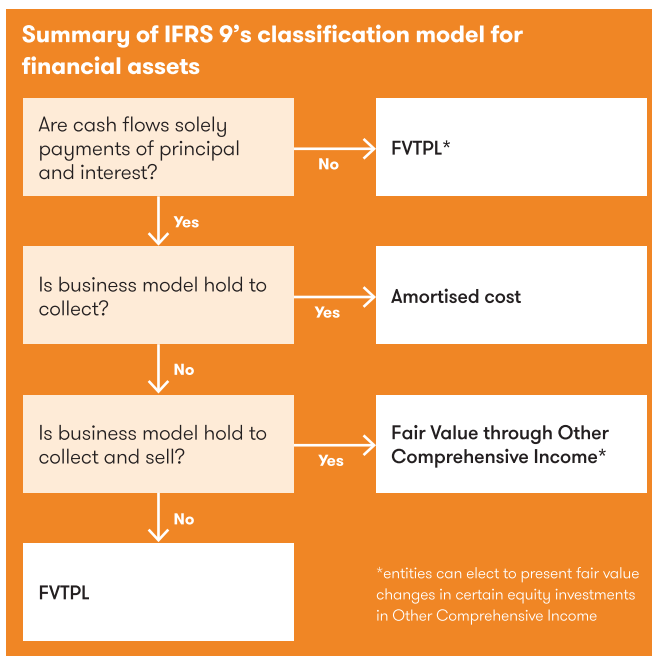 Summary of IFRS 9's classification model for
financial assets
Are cash flows solely
payments of principal
and interest?
No
FVTPL*
Yes
Is business model hold to
collect?
Yes
Amortised cost
No
Is business model hold to
collect and sell?
Yes
Fair Value through Other
Comprehensive Income*
No
FVTPL
*entities can elect to present fair value
changes in certain equity investments
in Other Comprehensive Income